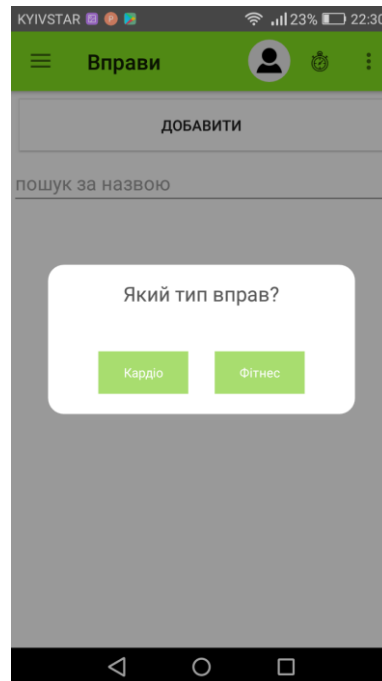 KYIVSTAR 23% 22:30
Вправи
ДОБАВИТИ
пошук за назвою
Який тип вправ?
Кардіо Фітнес